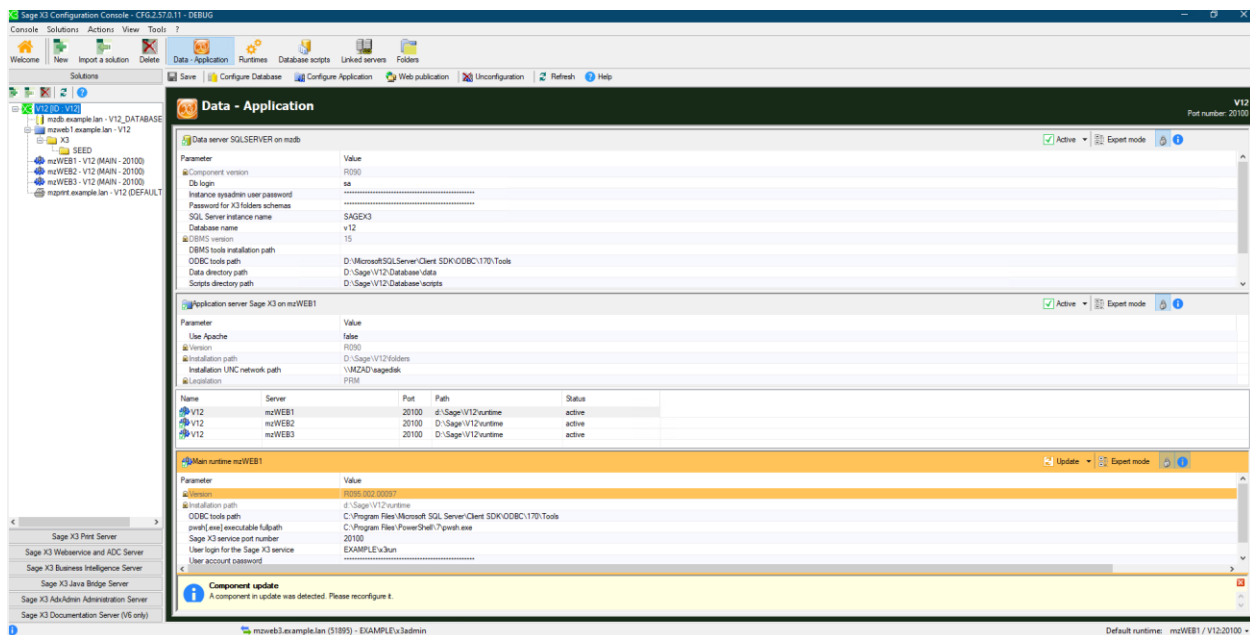 Sage X3 Configuration Console - CFG.2.57.0.11 - DEBUG
Console Solutions Actions View Tools ?
Welcome New Import a solution Delete Data - Application Runtimes Database scripts Linked servers Folders
Solutions
Save Configure Database Configure Application Web publication Unconfiguration Refresh Help
V12 [ID : V12]
mzdb.example.lan - V12_DATABASE
mzweb1.example.lan - V12
X3
SEED
mzWEB1 - V12 (MAIN - 20100)
mzWEB2 - V12 (MAIN - 20100)
mzWEB3 - V12 (MAIN - 20100)
mzprint.example.lan - V12 (DEFAULT
Sage X3 Print Server
Sage X3 Webservice and ADC Server
Sage X3 Business Intelligence Server
Sage X3 Java Bridge Server
Sage X3 AdxAdmin Administration Server
Sage X3 Documentation Server (V6 only)
Data - Application
V12
Port number: 20100
Data server SQLSERVER on mzdb Active Expert mode
Parameter Value
Component version R090
Db login sa
Instance sysadmin user password
Password for X3 folders schemas
SQL Server instance name SAGEX3
Database name v12
DBMS version 15
DBMS tools installation path
ODBC tools path D:\MicrosoftSQLServer\Client SDK\ODBC\170\Tools
Data directory path D:\Sage\V12\Database\data
Scripts directory path D:\Sage\V12\Database\scripts
Application server Sage X3 on mzWEB1 Active Expert mode
Parameter Value
Use Apache false
Version R090
Installation path D:\Sage\V12\folders
Installation UNC network path \\MZAD\sagedisk
Legislation PRM
Name Server Port Path Status
V12 mzWEB1 20100 d:\Sage\V12\runtime active
V12 mzWEB2 20100 D:\Sage\V12\runtime active
V12 mzWEB3 20100 D:\Sage\V12\runtime active
Main runtime mzWEB1 Update Expert mode
Parameter Value
Version R095.002.00097
Installation path d:\Sage\V12\runtime
ODBC tools path C:\Program Files\Microsoft SQL Server\Client SDK\ODBC\170\Tools
pwsh[.exe] executable fullpath C:\Program Files\PowerShell\7\pwsh.exe
Sage X3 service port number 20100
User login for the Sage X3 service EXAMPLE\x3run
User account password
Component update
A component in update was detected. Please reconfigure it.
mzweb3.example.lan (51895) - EXAMPLE\x3admin
Default runtime: mzWEB1 / V12:20100